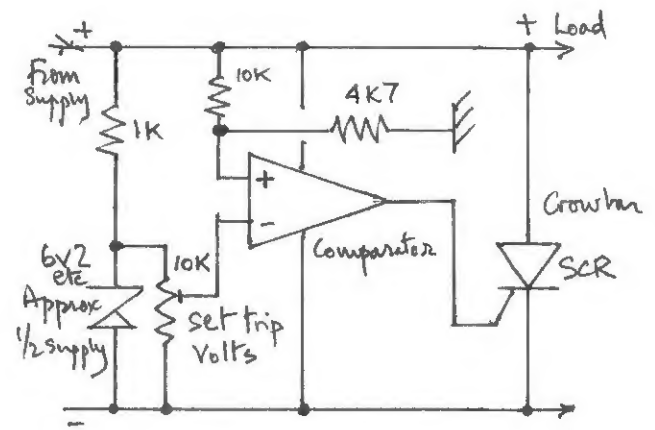 +
+ Load
From
Supply
10K
4K7
1K
+
-
Comparator
Crowbar
SCR
6v2
etc
Approx
1/2 supply
10K
set trip
volts
-